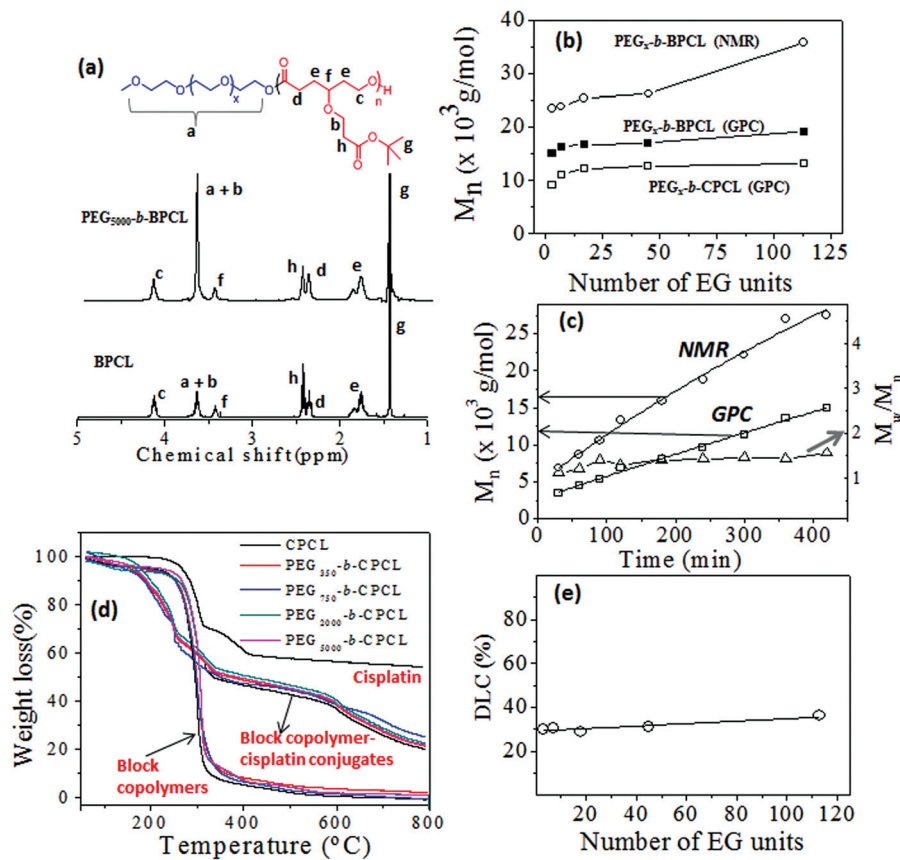 (a)
O
e
f
e
O
O
O
x
O
O
n
H
d
c
a
b
O
h
O
O
g
g
a + b
PEG5000-b-BPCL
c
f
h
d
e
g
BPCL
c
a + b
f
h
d
e
5
4
3
2
1
Chemical shift(ppm)
(b)
PEGx-b-BPCL (NMR)
PEGx-b-BPCL (GPC)
PEGx-b-CPCL (GPC)
Mn (x 10³ g/mol)
40
30
20
10
0
0
25
50
75
100
125
Number of EG units
(c)
NMR
GPC
Mn (x 10³ g/mol)
25
20
15
10
5
0
4
3
2
1
Mw/Mn
0
100
200
300
400
Time (min)
(d)
CPCL
PEG350-b-CPCL
PEG750-b-CPCL
PEG2000-b-CPCL
PEG5000-b-CPCL
Cisplatin
Block copolymer-
cisplatin conjugates
Block
copolymers
Weight loss(%)
100
80
60
40
20
0
200
400
600
800
Temperature (°C)
(e)
DLC (%)
80
60
40
20
18
40
60
80
100
120
Number of EG units